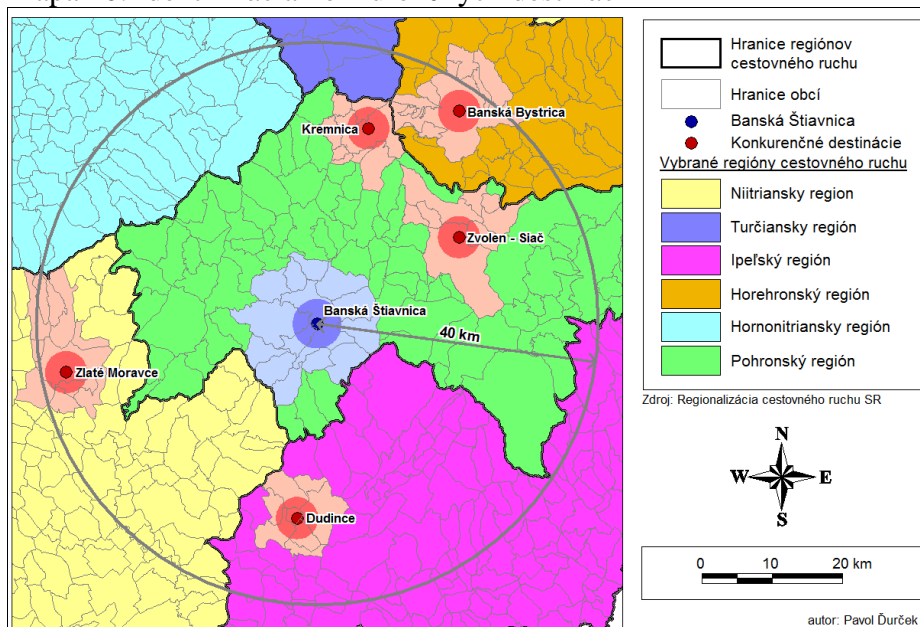 Hranice regiónov
cestovného ruchu
Hranice obcí
Banská Štiavnica
Konkurenčné destinácie
Vybrané regióny cestovného ruchu
Niitriansky region
Turčiansky región
Ipeľský región
Horehronský región
Hornonitriansky región
Pohronský región
Zdroj: Regionalizácia cestovného ruchu SR
N
W E
S
0 10 20 km
autor: Pavol Ďurček
Kremnica
Banská Bystrica
Zvolen - Siač
Banská Štiavnica
40 km
Zlaté Moravce
Dudince